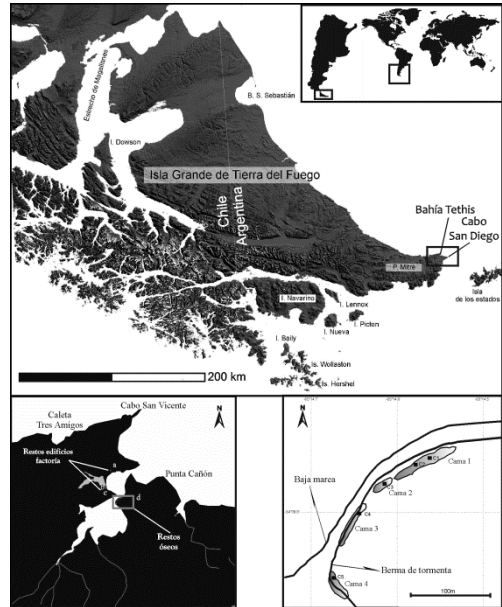 Estrecho de Magallanes
B. S. Sebastián
I. Dowson
Isla Grande de Tierra del Fuego
Chile
Argentina
Bahía Tethis
Cabo
San Diego
P. Mitre
Isla
de los estados
I. Navarino
I. Lennox
I. Picton
I. Nueva
I. Baily
Is. Wollaston
Is. Hershel
200 km
Cabo San Vicente
Caleta
Tres Amigos
N
Restos edificios
factoría
a
Punta Cañón
c
d
Restos
óseos
N
Cama 1
Cama 2
Baja marca
C4
Cama 3
Berma de tormenta
Cama 4
100m